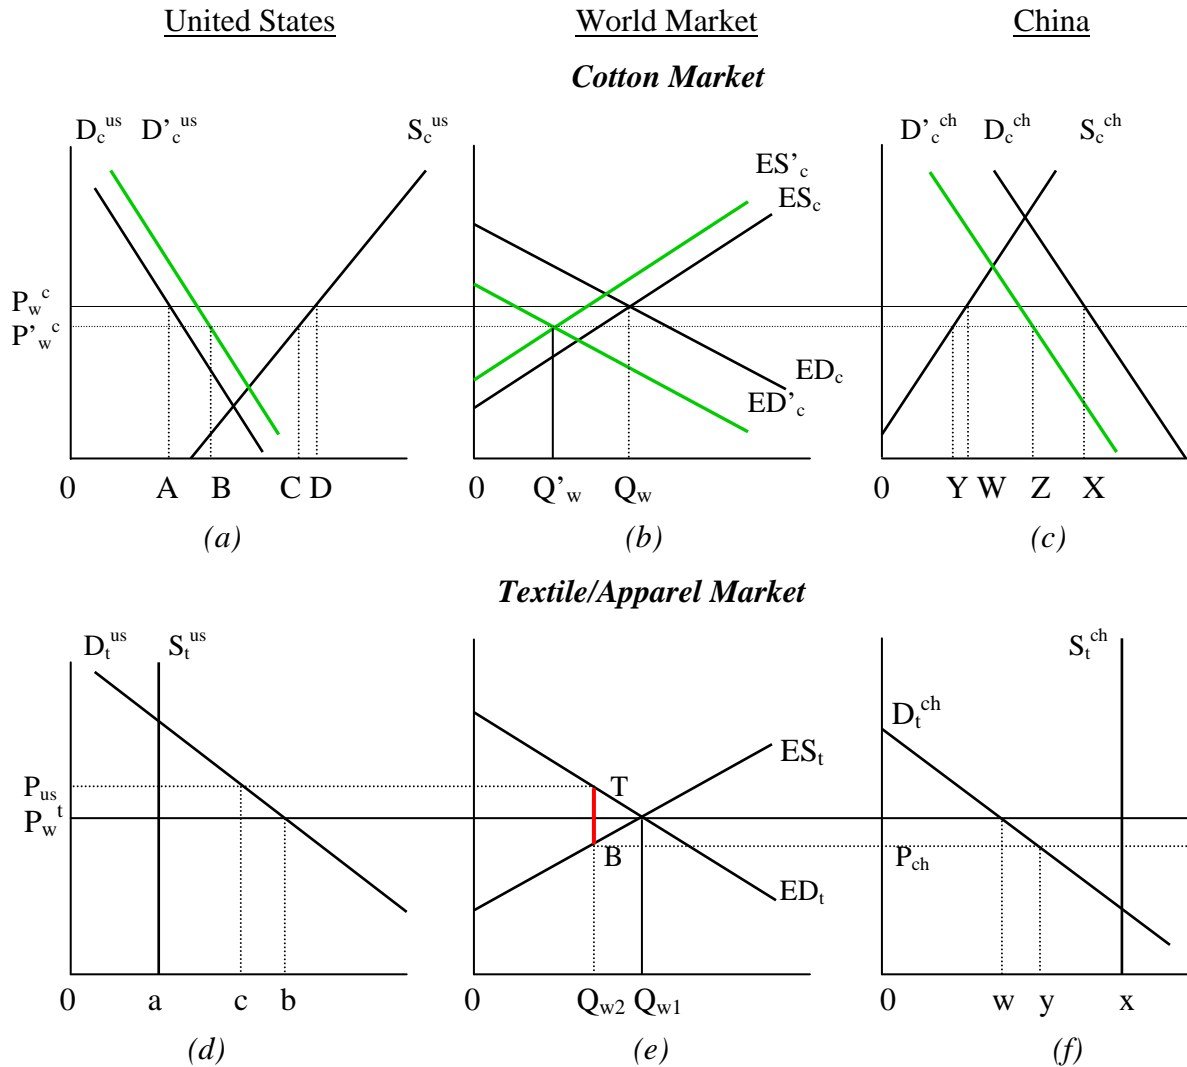 United States World Market China
Cotton Market
D_c^us D'_c^us S_c^us D'_c^ch D_c^ch S_c^ch
ES'_c
ES_c
P_w^c
P'_w^c
ED_c
ED'_c
0 A B C D 0 Q'_w Q_w 0 Y W Z X
(a) (b) (c)
Textile/Apparel Market
D_t^us S_t^us S_t^ch
D_t^ch
ES_t
P_us T
P_w^t
B P_ch
ED_t
0 a c b 0 Q_w2 Q_w1 0 w y x
(d) (e) (f)